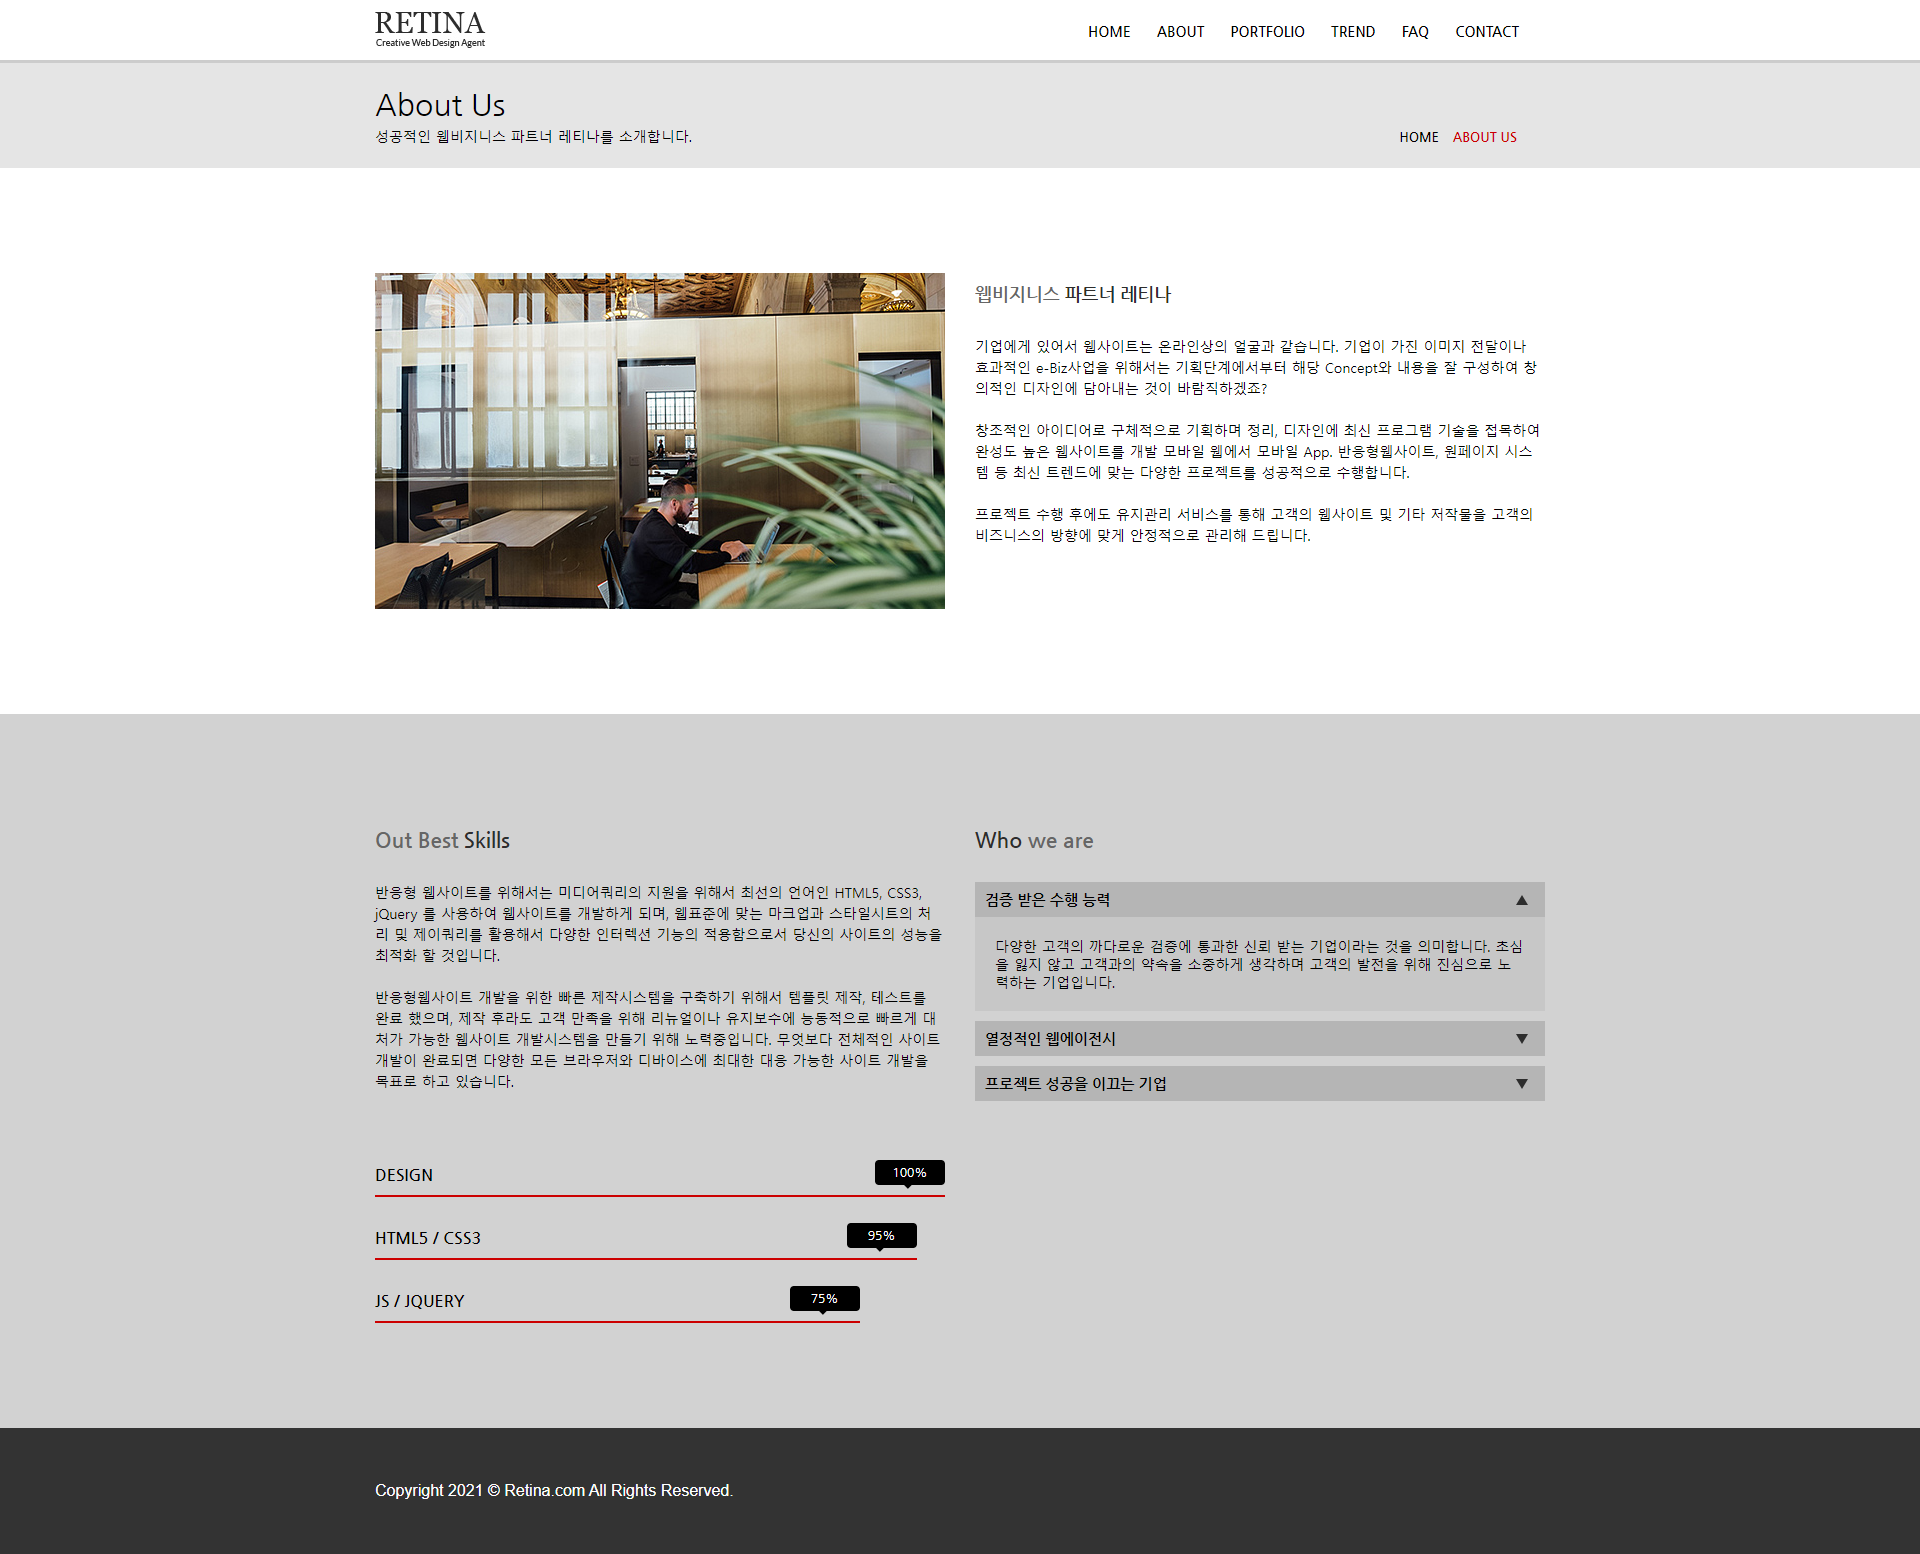 RETINA
Creative Web Design Agent
HOME ABOUT PORTFOLIO TREND FAQ CONTACT
About Us
성공적인 웹비지니스 파트너 레티나를 소개합니다.
HOME ABOUT US
웹비지니스 파트너 레티나
기업에게 있어서 웹사이트는 온라인상의 얼굴과 같습니다. 기업이 가진 이미지 전달이나
효과적인 e-Biz사업을 위해서는 기획단계에서부터 해당 Concept와 내용을 잘 구성하여 창
의적인 디자인에 담아내는 것이 바람직하겠죠?
창조적인 아이디어로 구체적으로 기획하며 정리, 디자인에 최신 프로그램 기술을 접목하여
완성도 높은 웹사이트를 개발 모바일 웹에서 모바일 App. 반응형웹사이트, 원페이지 시스
템 등 최신 트렌드에 맞는 다양한 프로젝트를 성공적으로 수행합니다.
프로젝트 수행 후에도 유지관리 서비스를 통해 고객의 웹사이트 및 기타 저작물을 고객의
비즈니스의 방향에 맞게 안정적으로 관리해 드립니다.
Out Best Skills
반응형 웹사이트를 위해서는 미디어쿼리의 지원을 위해서 최선의 언어인 HTML5, CSS3,
jQuery 를 사용하여 웹사이트를 개발하게 되며, 웹표준에 맞는 마크업과 스타일시트의 처
리 및 제이쿼리를 활용해서 다양한 인터렉션 기능의 적용함으로서 당신의 사이트의 성능을
최적화 할 것입니다.
반응형웹사이트 개발을 위한 빠른 제작시스템을 구축하기 위해서 템플릿 제작, 테스트를
완료 했으며, 제작 후라도 고객 만족을 위해 리뉴얼이나 유지보수에 능동적으로 빠르게 대
처가 가능한 웹사이트 개발시스템을 만들기 위해 노력중입니다. 무엇보다 전체적인 사이트
개발이 완료되면 다양한 모든 브라우저와 디바이스에 최대한 대응 가능한 사이트 개발을
목표로 하고 있습니다.
DESIGN 100%
HTML5 / CSS3 95%
JS / JQUERY 75%
Who we are
검증 받은 수행 능력 ▲
다양한 고객의 까다로운 검증에 통과한 신뢰 받는 기업이라는 것을 의미합니다. 초심
을 잃지 않고 고객과의 약속을 소중하게 생각하며 고객의 발전을 위해 진심으로 노
력하는 기업입니다.
열정적인 웹에이전시 ▼
프로젝트 성공을 이끄는 기업 ▼
Copyright 2021 © Retina.com All Rights Reserved.